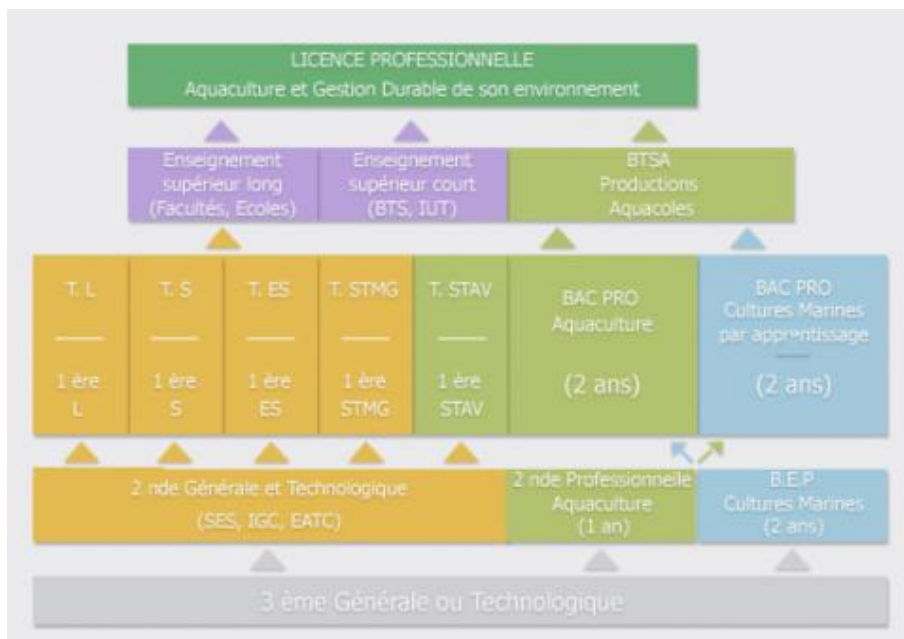 LICENCE PROFESSIONNELLE
Aquaculture et Gestion Durable de son environnement
Enseignement
supérieur long
(Facultés, Ecoles)
Enseignement
supérieur court
(BTS, IUT)
BTSA
Productions
Aquacoles
T. L
1 ère
L
T. S
1 ère
S
T. ES
1 ère
ES
T. STMG
1 ère
STMG
T. STAV
1 ère
STAV
BAC PRO
Aquaculture
(2 ans)
BAC PRO
Cultures Marines
par apprentissage
(2 ans)
2 nde Générale et Technologique
(SES, IGC, EATC)
2 nde Professionnelle
Aquaculture
(1 an)
B.E.P
Cultures Marines
(2 ans)
3 ème Générale ou Technologique